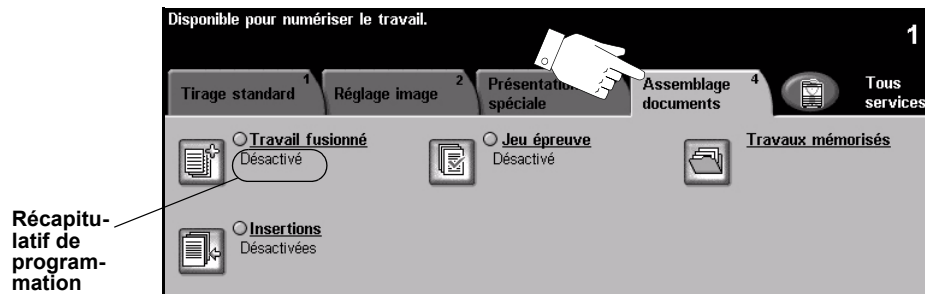 Disponible pour numériser le travail.
1
Tirage standard 1
Réglage image 2
Présentation
spéciale
Assemblage 4
documents
Tous
services
Travail fusionné
Désactivé
Jeu épreuve
Désactivé
Travaux mémorisés
Insertions
Désactivées
Récapitu-
latif de
program-
mation